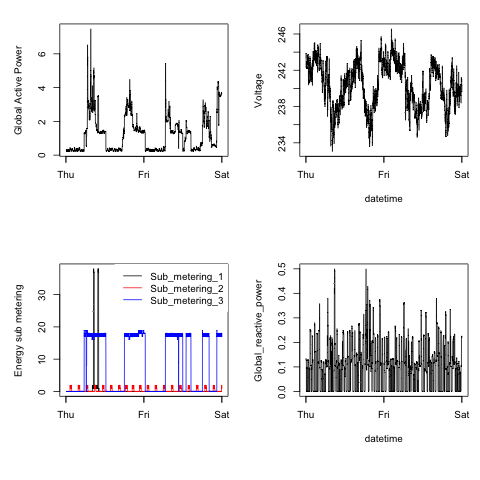 Global Active Power
0 2 4 6
Thu Fri Sat
Voltage
234 238 242 246
Thu Fri Sat
datetime
Energy sub metering
0 10 20 30
Sub_metering_1
Sub_metering_2
Sub_metering_3
Thu Fri Sat
Global_reactive_power
0.0 0.1 0.2 0.3 0.4 0.5
Thu Fri Sat
datetime